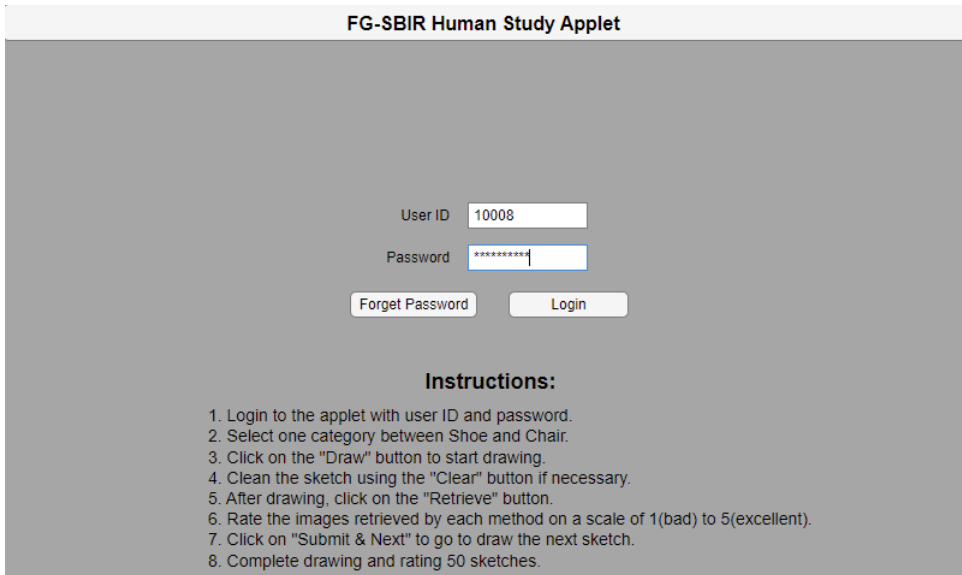 FG-SBIR Human Study Applet
User ID 10008
Password **********
Forget Password Login
Instructions:
1. Login to the applet with user ID and password.
2. Select one category between Shoe and Chair.
3. Click on the "Draw" button to start drawing.
4. Clean the sketch using the "Clear" button if necessary.
5. After drawing, click on the "Retrieve" button.
6. Rate the images retrieved by each method on a scale of 1(bad) to 5(excellent).
7. Click on "Submit & Next" to go to draw the next sketch.
8. Complete drawing and rating 50 sketches.